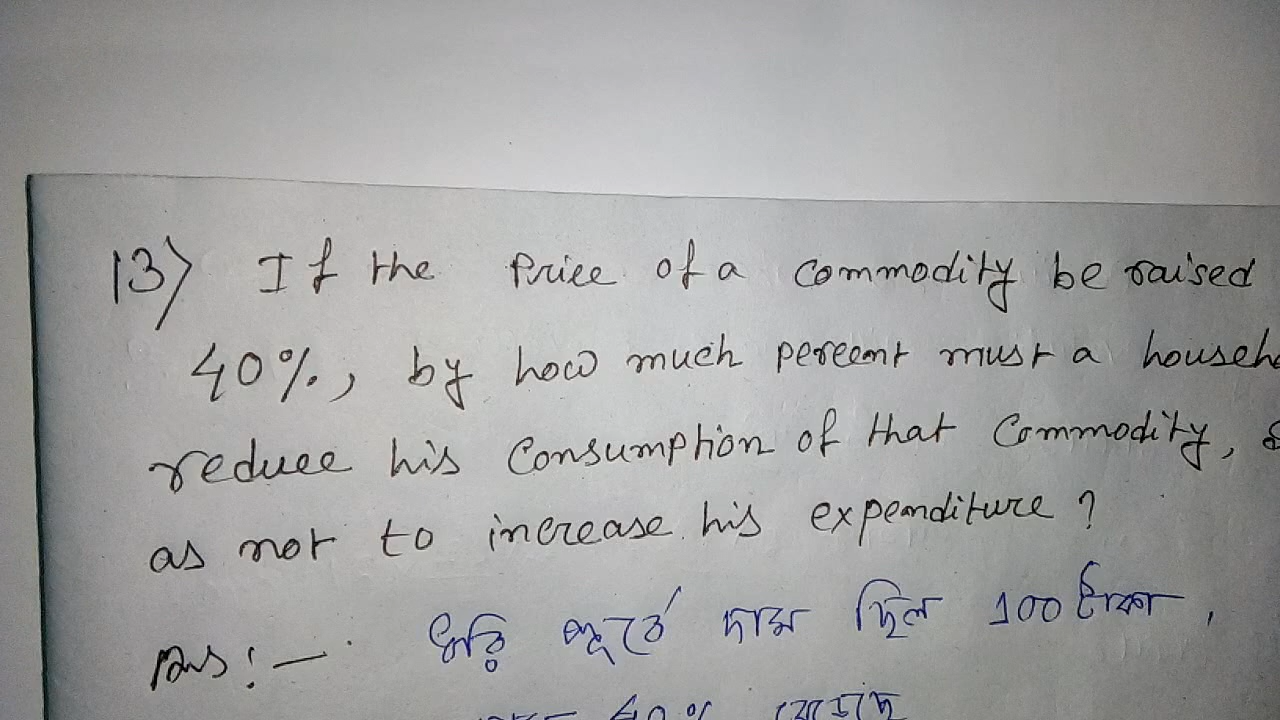 13) If the price of a commodity be raised
40%, by how much percent must a househo
reduce his consumption of that commodity, s
as not to increase his expenditure?
Ans:- ধরি পূর্বে দাম ছিল 100 টাকা,
40% বেড়েছে